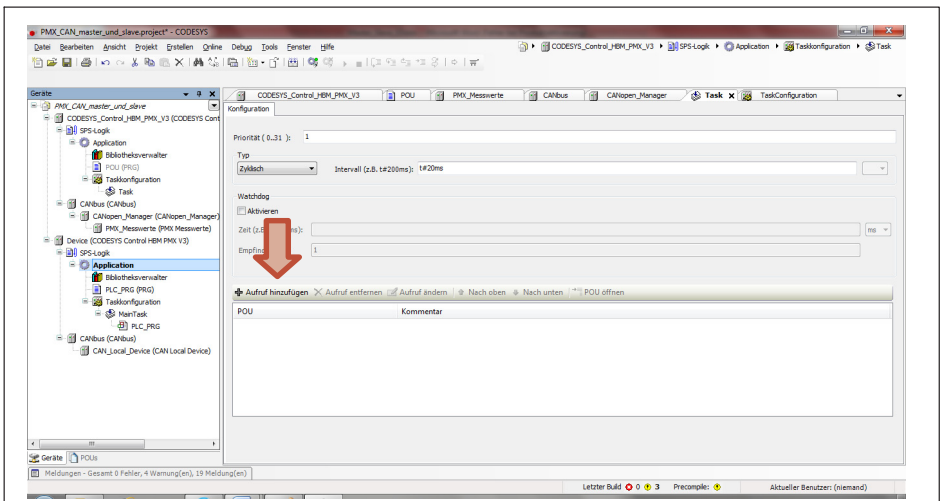 PMX_CAN_master_und_slave.project* - CODESYS
Datei Bearbeiten Ansicht Projekt Erstellen Online Debug Tools Fenster Hilfe
CODESYS_Control_HBM_PMX_V3 SPS-Logik Application Taskkonfiguration Task
Geräte
PMX_CAN_master_und_slave
CODESYS_Control_HBM_PMX_V3 (CODESYS Cont
SPS-Logik
Application
Bibliotheksverwalter
POU (PRG)
Taskkonfiguration
Task
CANbus (CANbus)
CANopen_Manager (CANopen_Manager)
PMX_Messwerte (PMX Messwerte)
Device (CODESYS Control HBM PMX V3)
SPS-Logik
Application
Bibliotheksverwalter
PLC_PRG (PRG)
Taskkonfiguration
MainTask
PLC_PRG
CANbus (CANbus)
CAN_Local_Device (CAN Local Device)
Geräte POUs
CODESYS_Control_HBM_PMX_V3 POU PMX_Messwerte CANbus CANopen_Manager Task TaskConfiguration
Konfiguration
Priorität ( 0..31 ): 1
Typ
Zyklisch Intervall (z.B. t#200ms): t#20ms
Watchdog
Aktivieren
Zeit (z.B ms): ms
Empfin 1
Aufruf hinzufügen Aufruf entfernen Aufruf ändern Nach oben Nach unten POU öffnen
POU Kommentar
Meldungen - Gesamt 0 Fehler, 4 Warnung(en), 19 Meldung(en)
Letzter Build 0 3 Precompile: Aktueller Benutzer: (niemand)